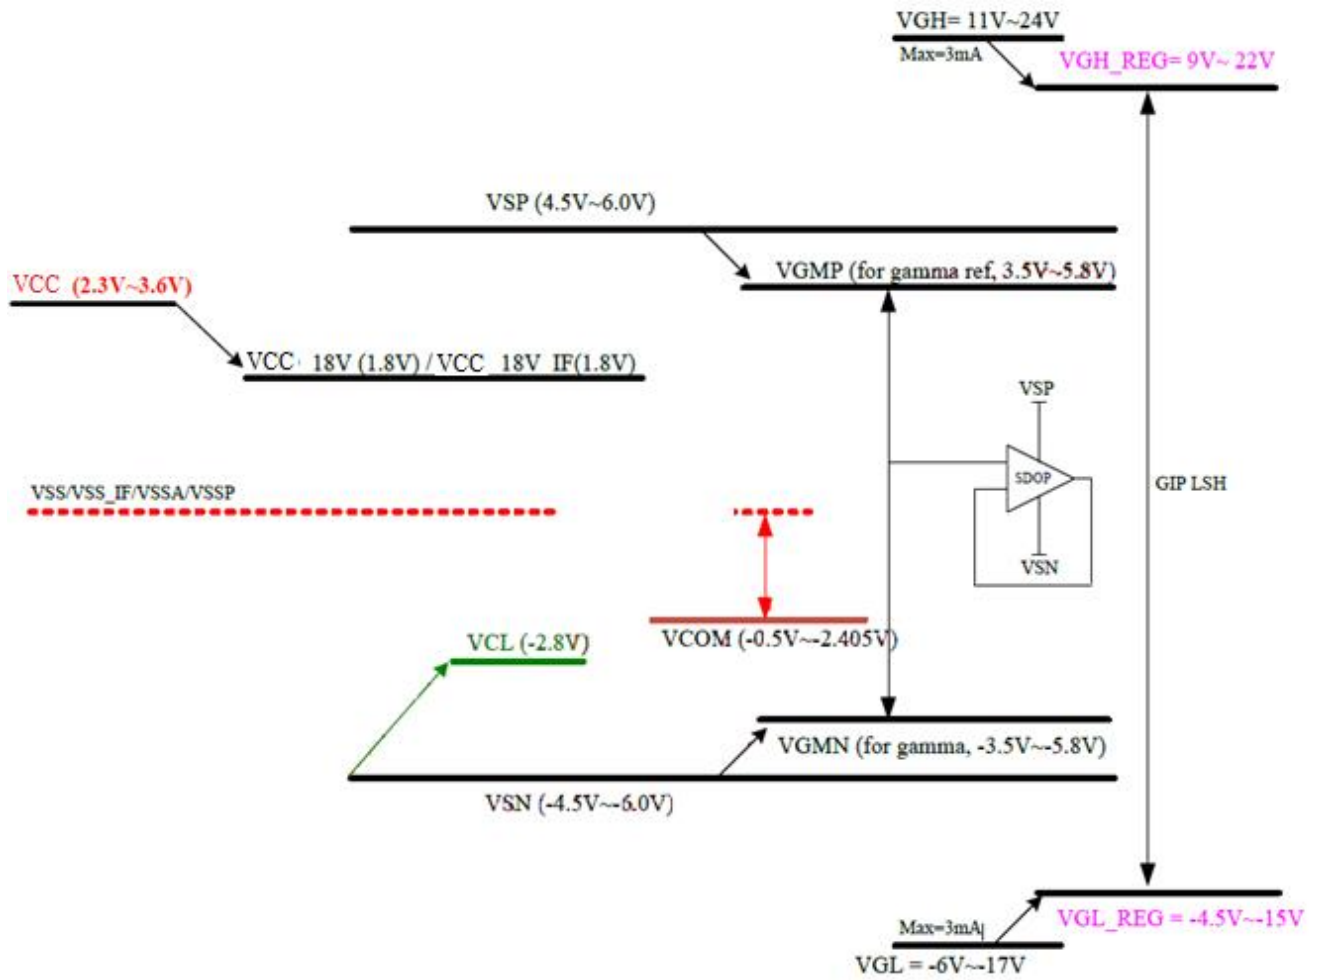 VGH= 11V~24V
Max=3mA
VGH_REG= 9V~ 22V
VSP (4.5V~6.0V)
VGMP (for gamma ref, 3.5V~5.8V)
VCC (2.3V~3.6V)
VCC 18V (1.8V) / VCC_18V IF(1.8V)
VSP
SDOP
VSN
GIP LSH
VSS/VSS_IF/VSSA/VSSP
VCL (-2.8V)
VCOM (-0.5V~-2.405V)
VGMN (for gamma, -3.5V~-5.8V)
VSN (-4.5V~-6.0V)
VGL_REG = -4.5V~-15V
Max=3mA
VGL = -6V~-17V